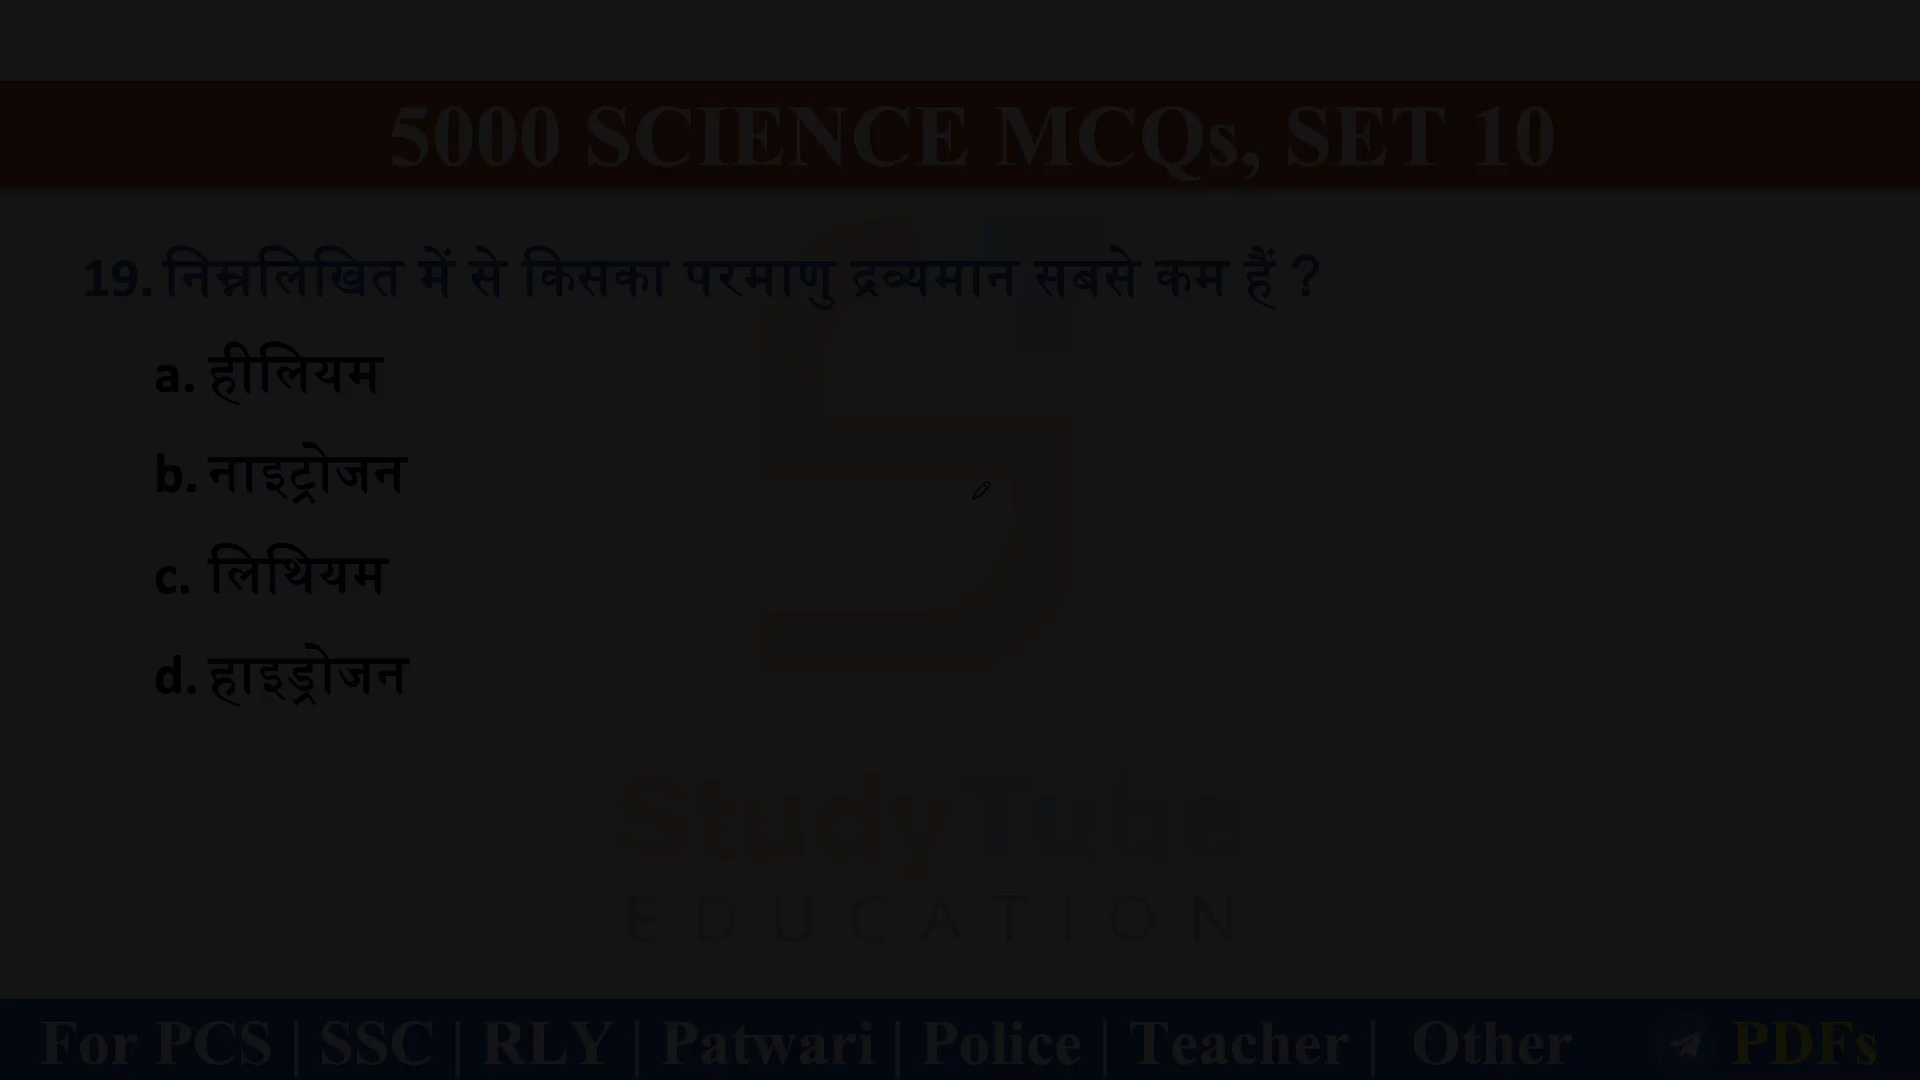 5000 SCIENCE MCQs, SET 10
19. निम्नलिखित में से किसका परमाणु द्रव्यमान सबसे कम हैं ?
a. हीलियम
b. नाइट्रोजन
c. लिथियम
d. हाइड्रोजन
StudyTube
EDUCATION
For PCS | SSC | RLY | Patwari | Police | Teacher | Other PDFs